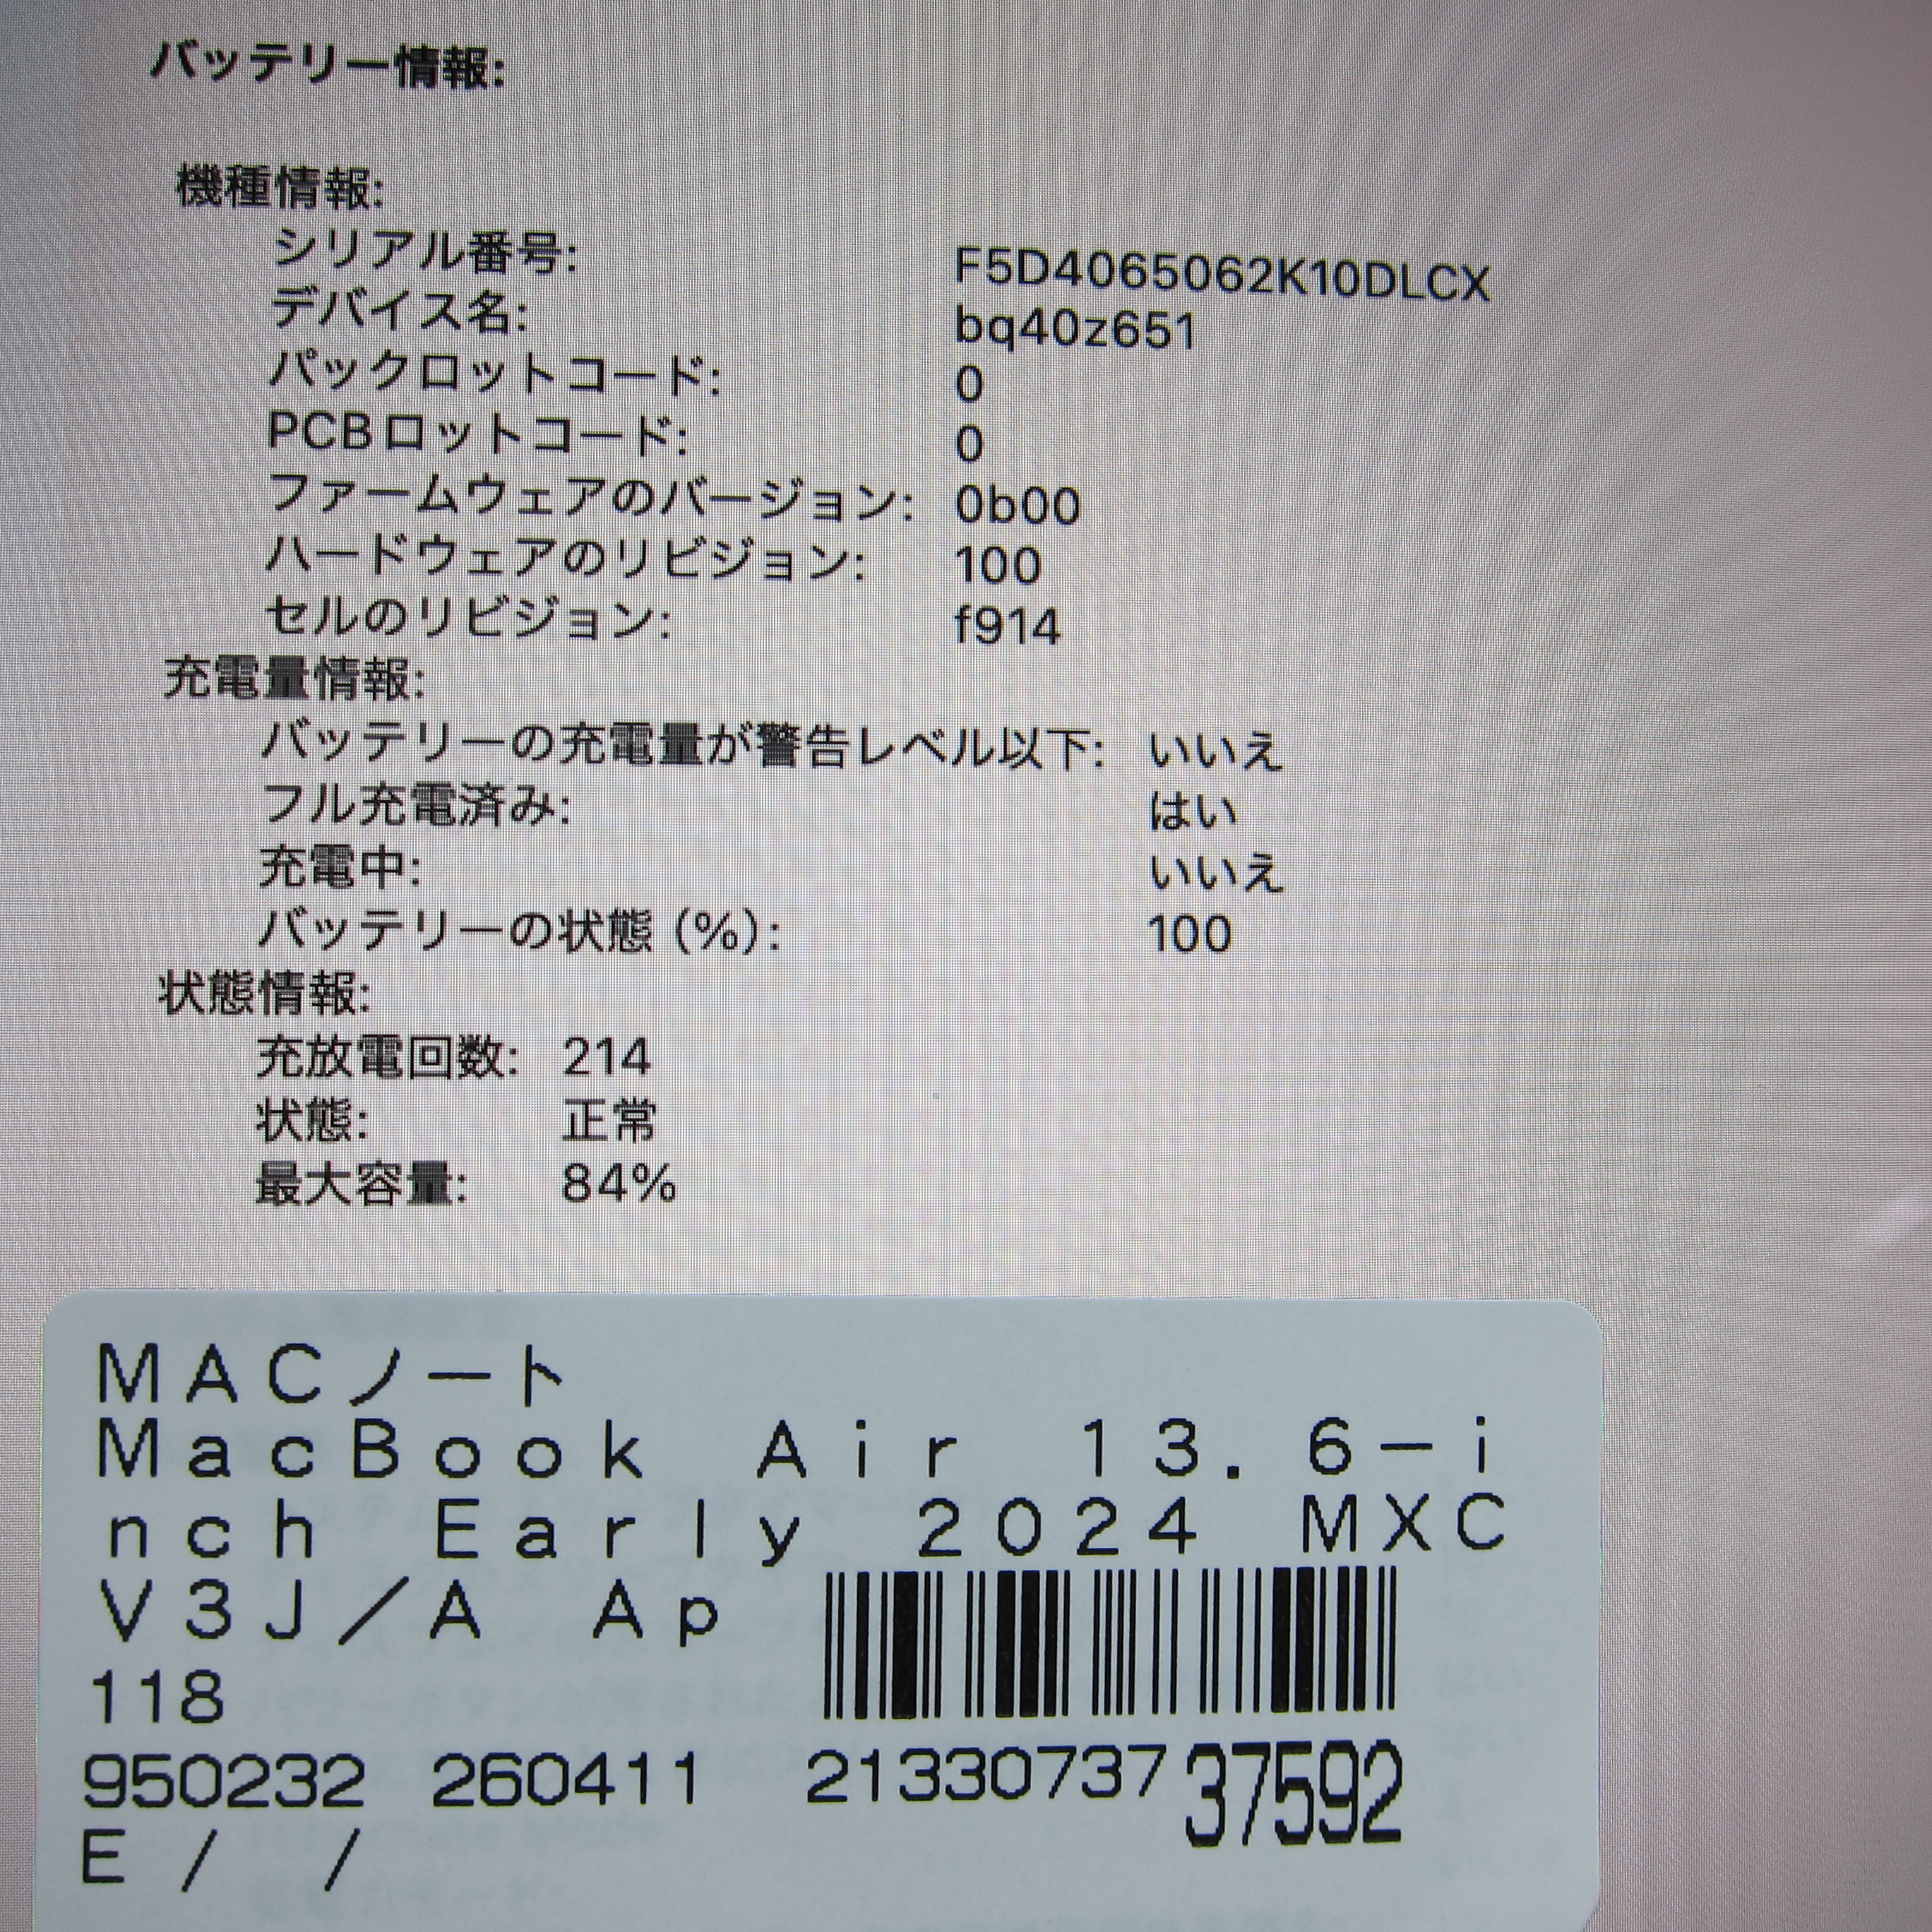 バッテリー情報:
機種情報:
シリアル番号: F5D4065062K10DLCX
デバイス名: bq40z651
パックロットコード: 0
PCBロットコード: 0
ファームウェアのバージョン: 0b00
ハードウェアのリビジョン: 100
セルのリビジョン: f914
充電量情報:
バッテリーの充電量が警告レベル以下: いいえ
フル充電済み: はい
充電中: いいえ
バッテリーの状態 (%): 100
状態情報:
充放電回数: 214
状態: 正常
最大容量: 84%
MACノート
MacBook Air 13.6-i
nch Early 2024 MXC
V3J/A Ap
118
950232 260411 21330737 37592
E / /